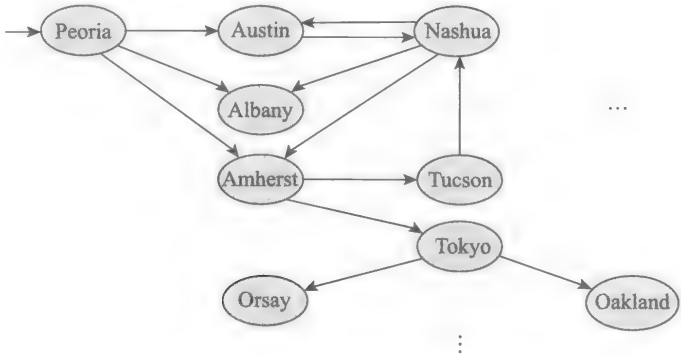 Peoria
Austin
Nashua
Albany
...
Amherst
Tucson
Tokyo
Orsay
Oakland
⋮